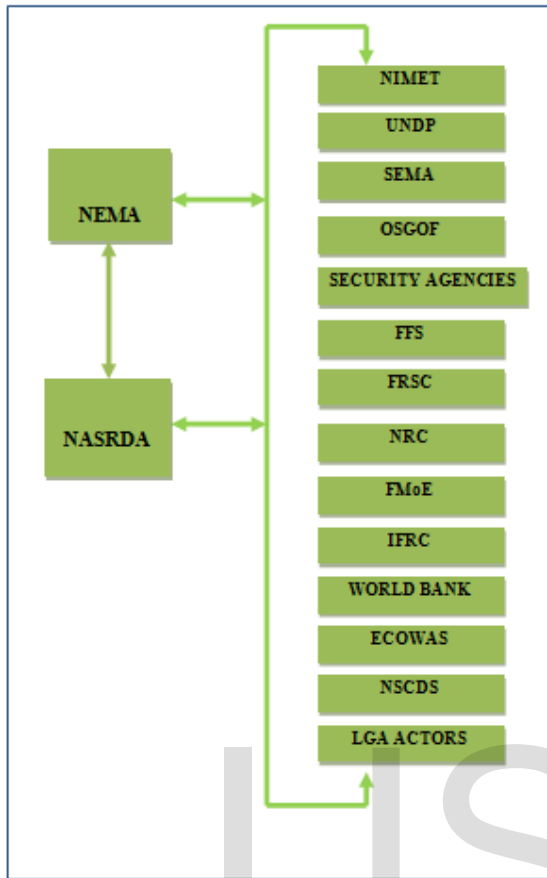 NEMA
NASRDA
NIMET
UNDP
SEMA
OSGOF
SECURITY AGENCIES
FFS
FRSC
NRC
FMoE
IFRC
WORLD BANK
ECOWAS
NSCDS
LGA ACTORS